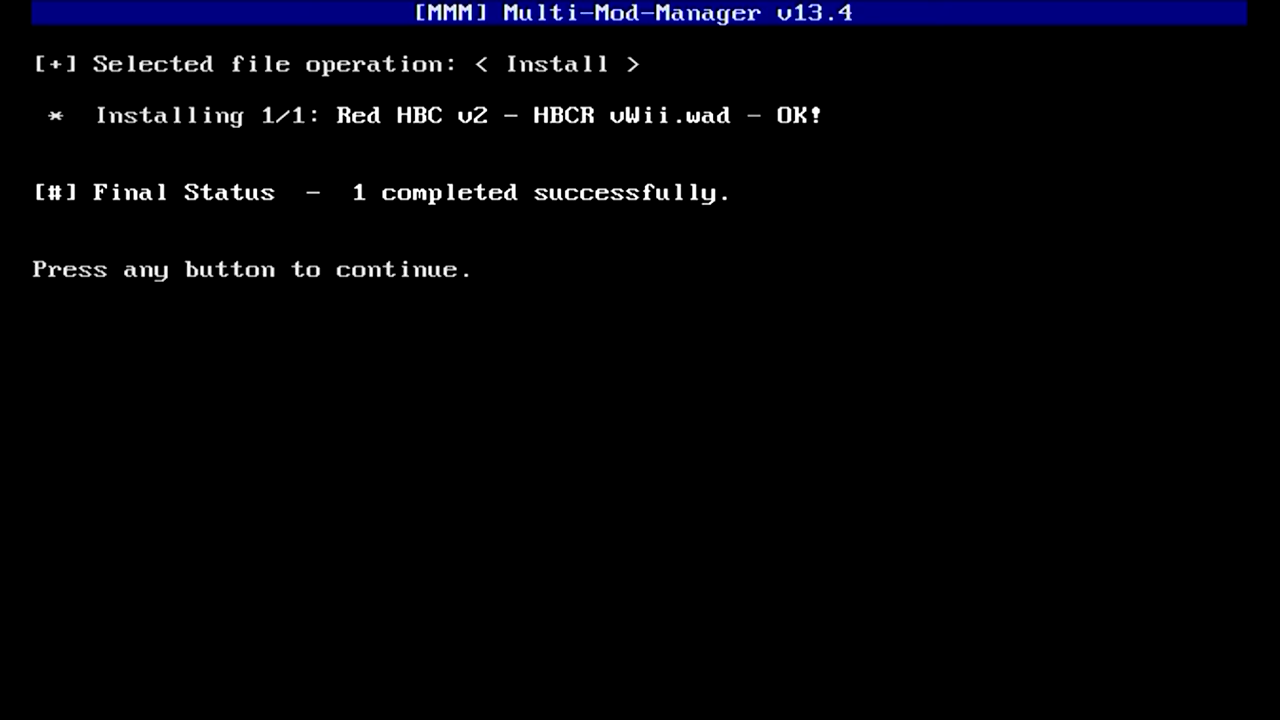 [MMM] Multi-Mod-Manager v13.4
[+] Selected file operation: < Install >
* Installing 1/1: Red HBC v2 - HBCR vWii.wad - OK!
[#] Final Status - 1 completed successfully.
Press any button to continue.